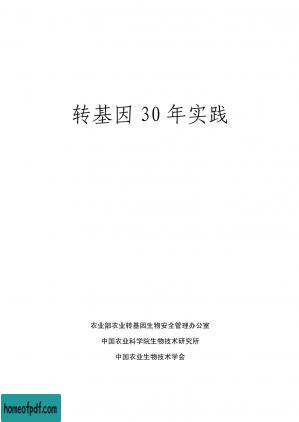 转基因 30 年实践
农业部农业转基因生物安全管理办公室
中国农业科学院生物技术研究所
中国农业生物技术学会
homeofpdf.com